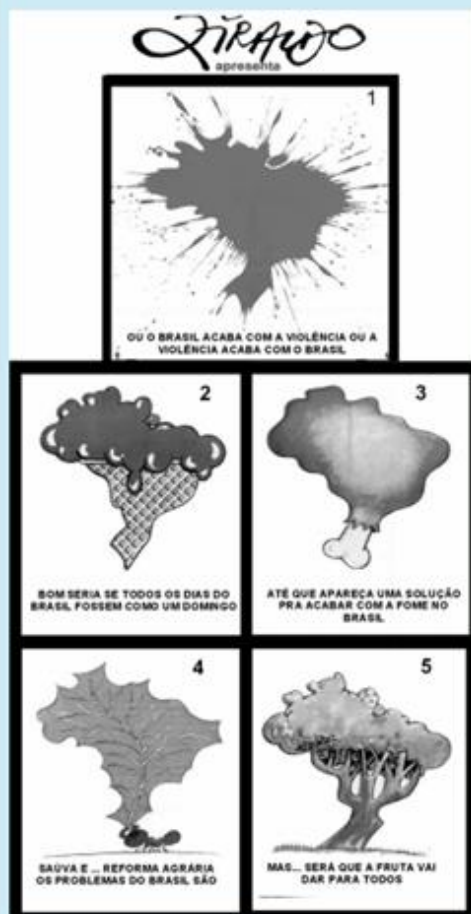 ZIRALDO
apresenta
1
OU O BRASIL ACABA COM A VIOLÊNCIA OU A
VIOLÊNCIA ACABA COM O BRASIL
2
BOM SERIA SE TODOS OS DIAS DO
BRASIL FOSSEM COMO UM DOMINGO
3
ATÉ QUE APAREÇA UMA SOLUÇÃO
PRA ACABAR COM A FOME NO
BRASIL
4
SAÚVA E ... REFORMA AGRÁRIA
OS PROBLEMAS DO BRASIL SÃO
5
MAS... SERÁ QUE A FRUTA VAI
DAR PARA TODOS